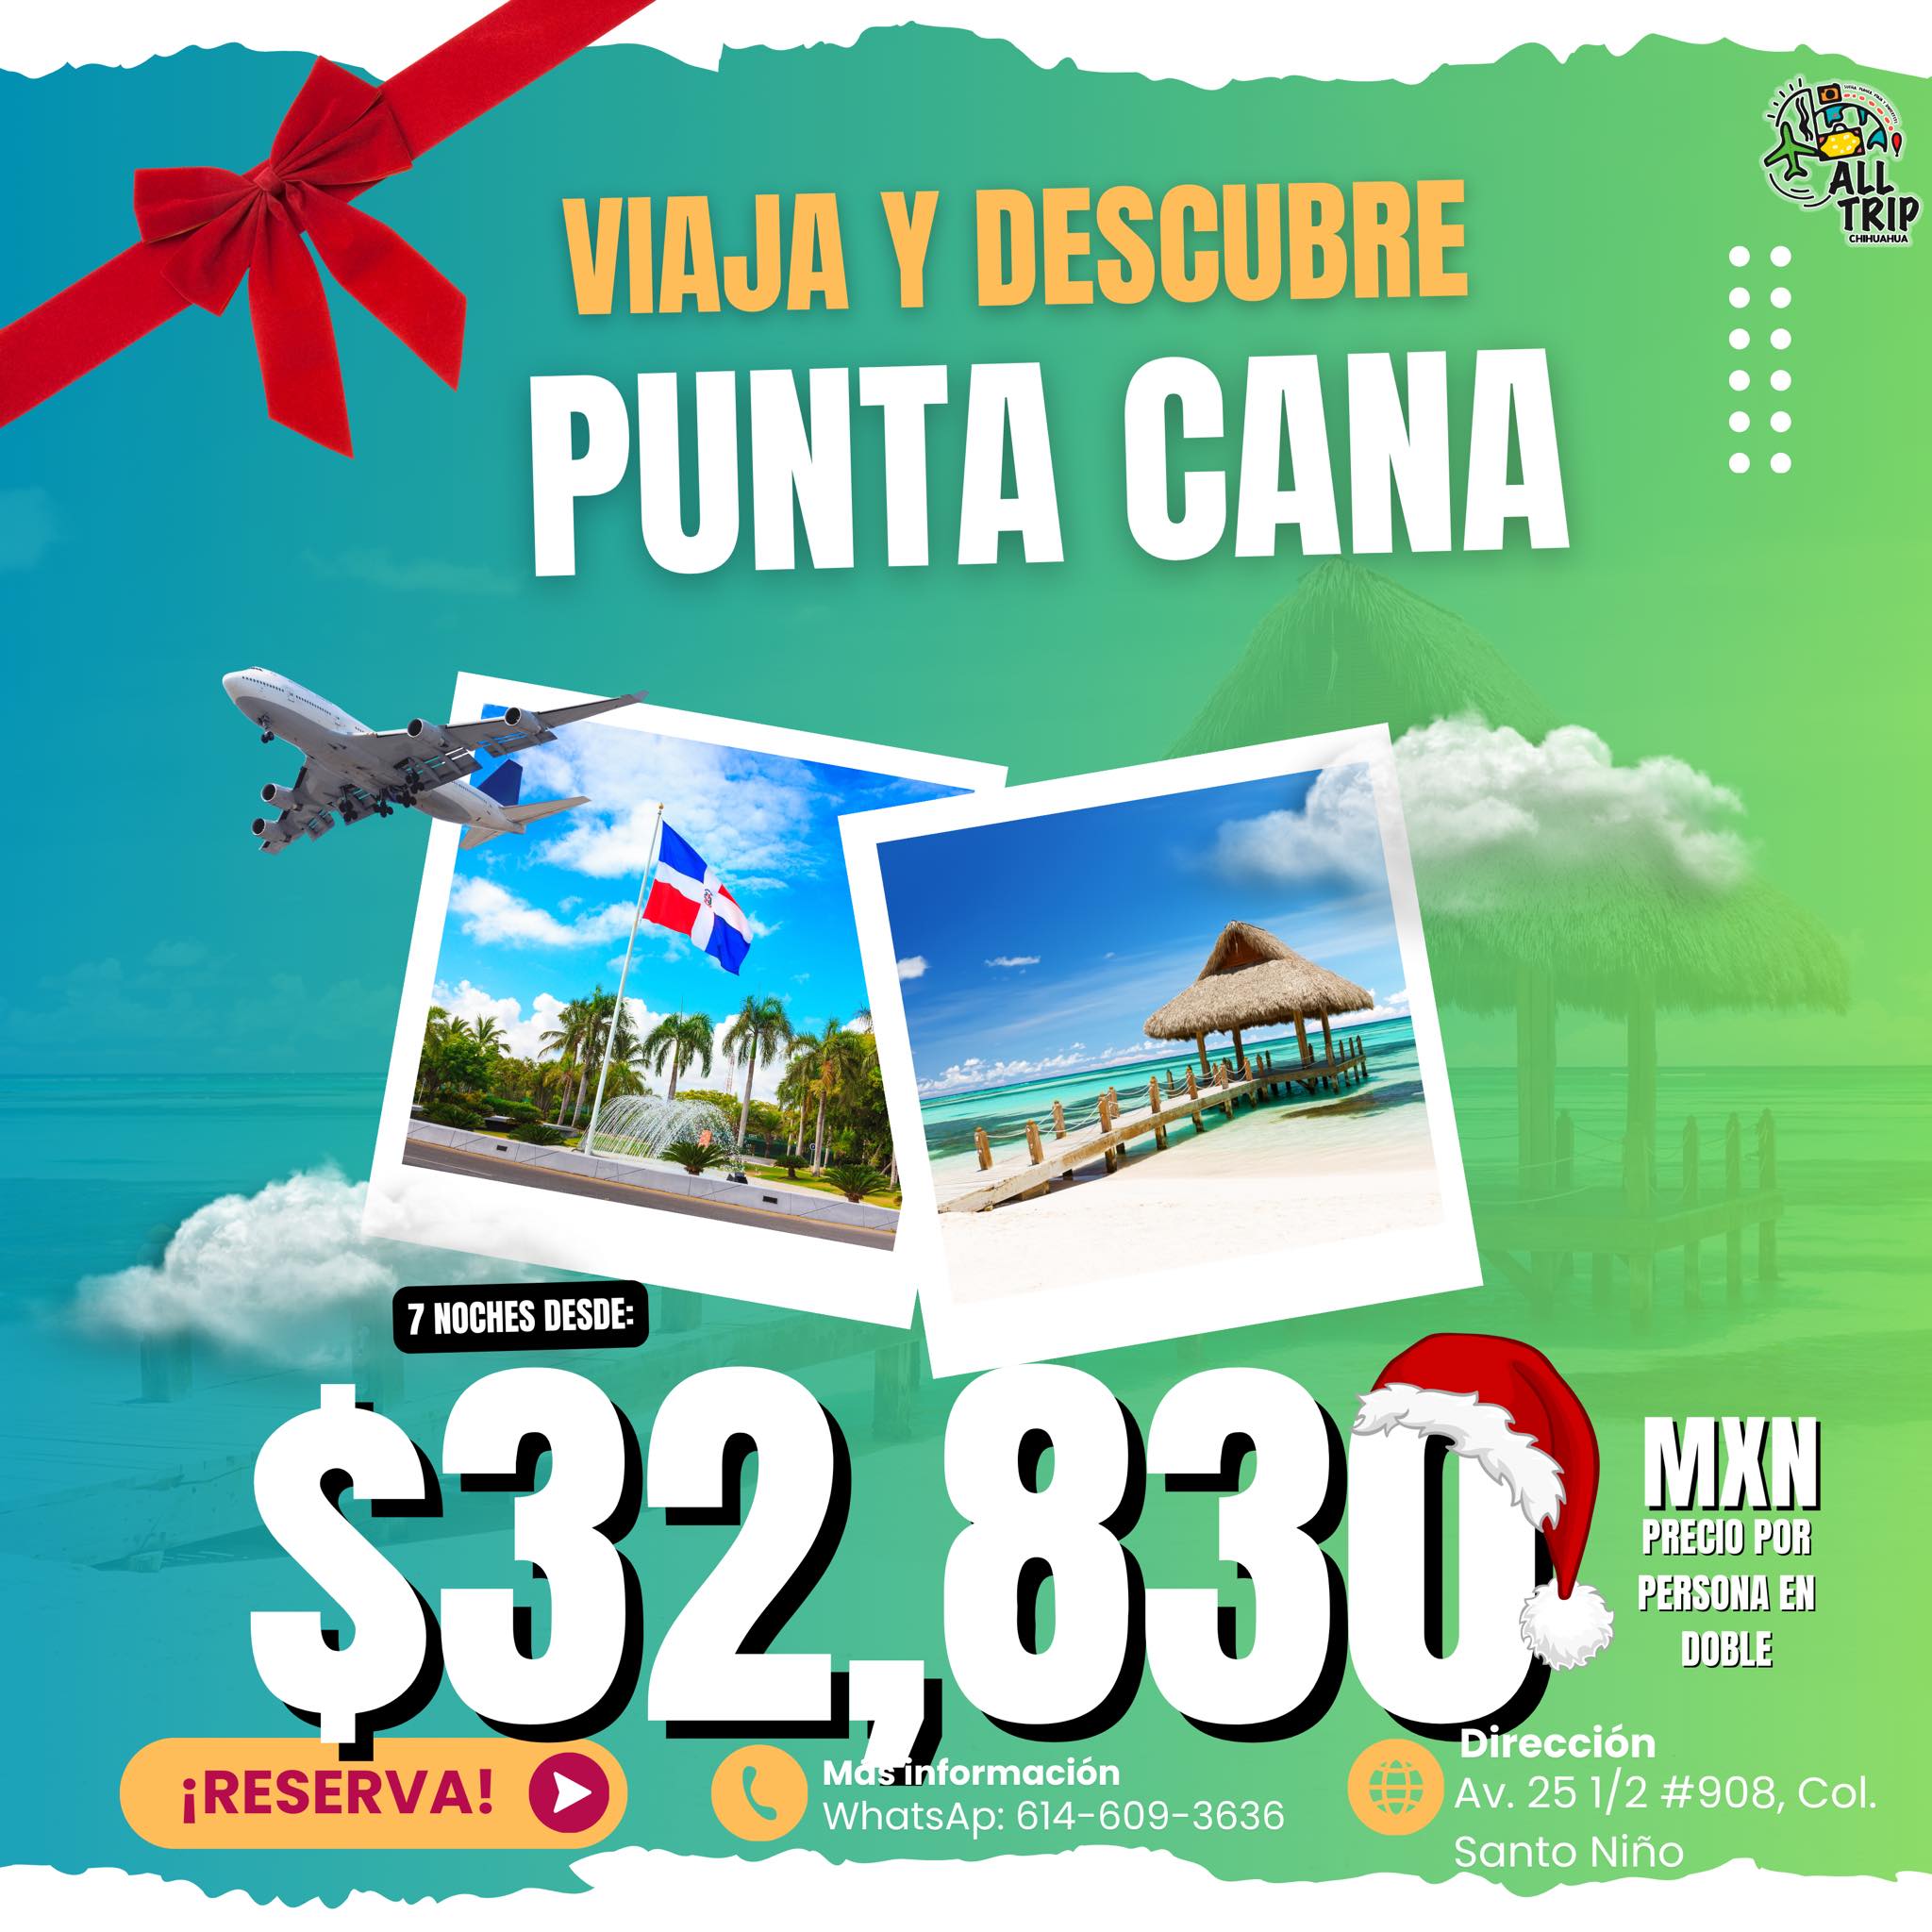 ALL
TRIP
CHIHUAHUA
VIAJA Y DESCUBRE
PUNTA CANA
7 NOCHES DESDE:
$32,830
MXN
PRECIO POR
PERSONA EN
DOBLE
¡RESERVA!
Más información
WhatsAp: 614-609-3636
Dirección
Av. 25 1/2 #908, Col.
Santo Niño